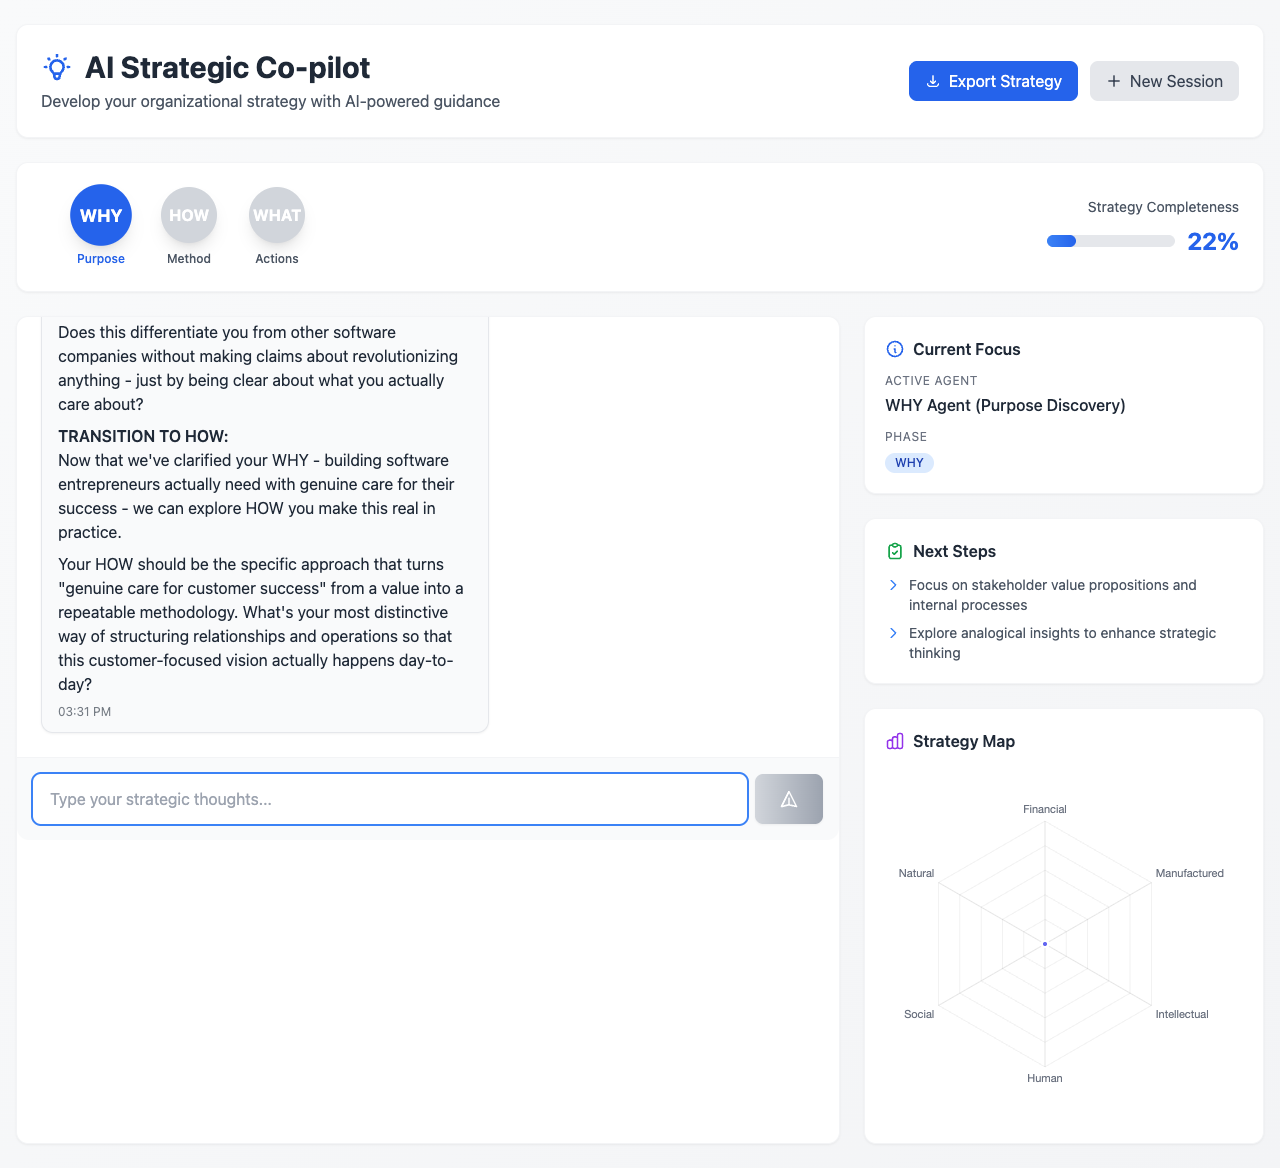 AI Strategic Co-pilot
Develop your organizational strategy with AI-powered guidance
Export Strategy
New Session
WHY
HOW
WHAT
Purpose
Method
Actions
Strategy Completeness
22%
Does this differentiate you from other software
companies without making claims about revolutionizing
anything - just by being clear about what you actually
care about?
TRANSITION TO HOW:
Now that we've clarified your WHY - building software
entrepreneurs actually need with genuine care for their
success - we can explore HOW you make this real in
practice.
Your HOW should be the specific approach that turns
"genuine care for customer success" from a value into a
repeatable methodology. What's your most distinctive
way of structuring relationships and operations so that
this customer-focused vision actually happens day-to-
day?
03:31 PM
Type your strategic thoughts...
Current Focus
ACTIVE AGENT
WHY Agent (Purpose Discovery)
PHASE
WHY
Next Steps
Focus on stakeholder value propositions and
internal processes
Explore analogical insights to enhance strategic
thinking
Strategy Map
Financial
Natural
Manufactured
Social
Intellectual
Human